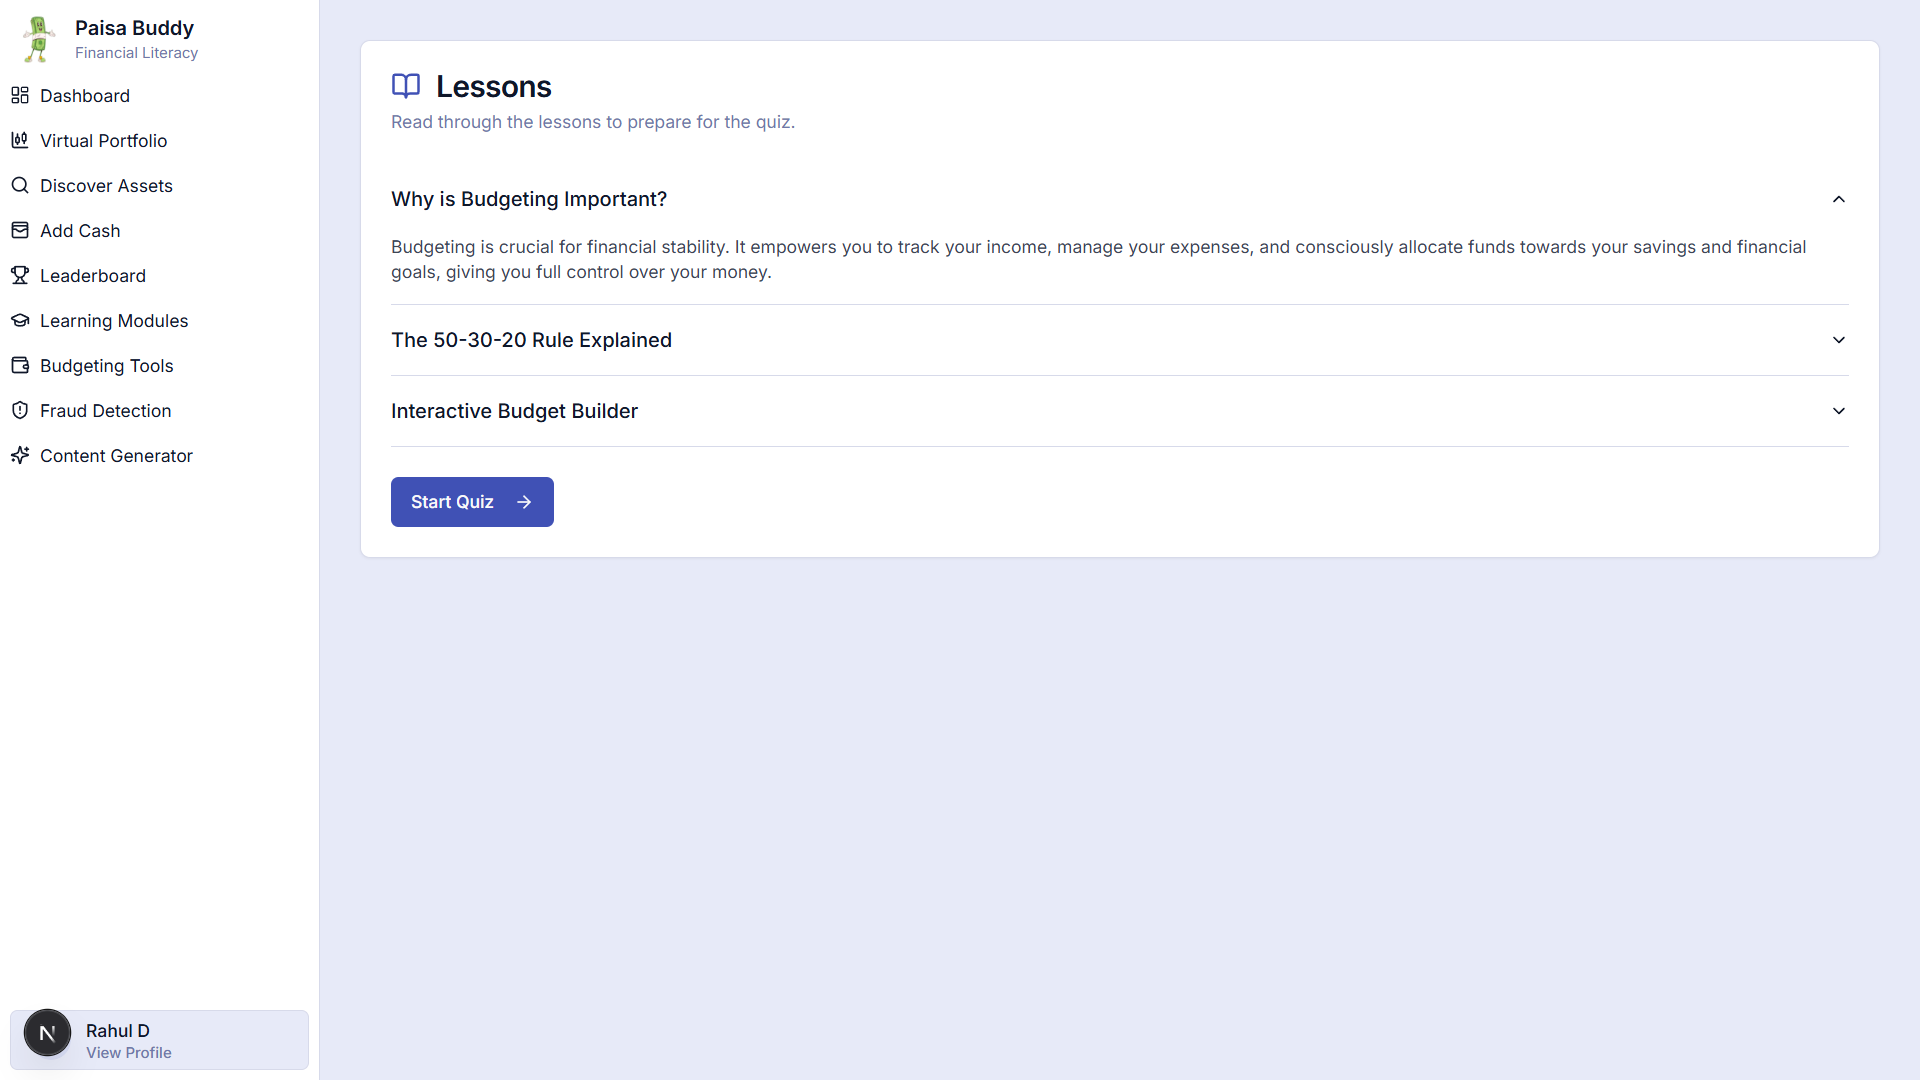 Paisa Buddy
Financial Literacy
Dashboard
Virtual Portfolio
Discover Assets
Add Cash
Leaderboard
Learning Modules
Budgeting Tools
Fraud Detection
Content Generator
N
Rahul D
View Profile
Lessons
Read through the lessons to prepare for the quiz.
Why is Budgeting Important?
Budgeting is crucial for financial stability. It empowers you to track your income, manage your expenses, and consciously allocate funds towards your savings and financial
goals, giving you full control over your money.
The 50-30-20 Rule Explained
Interactive Budget Builder
Start Quiz